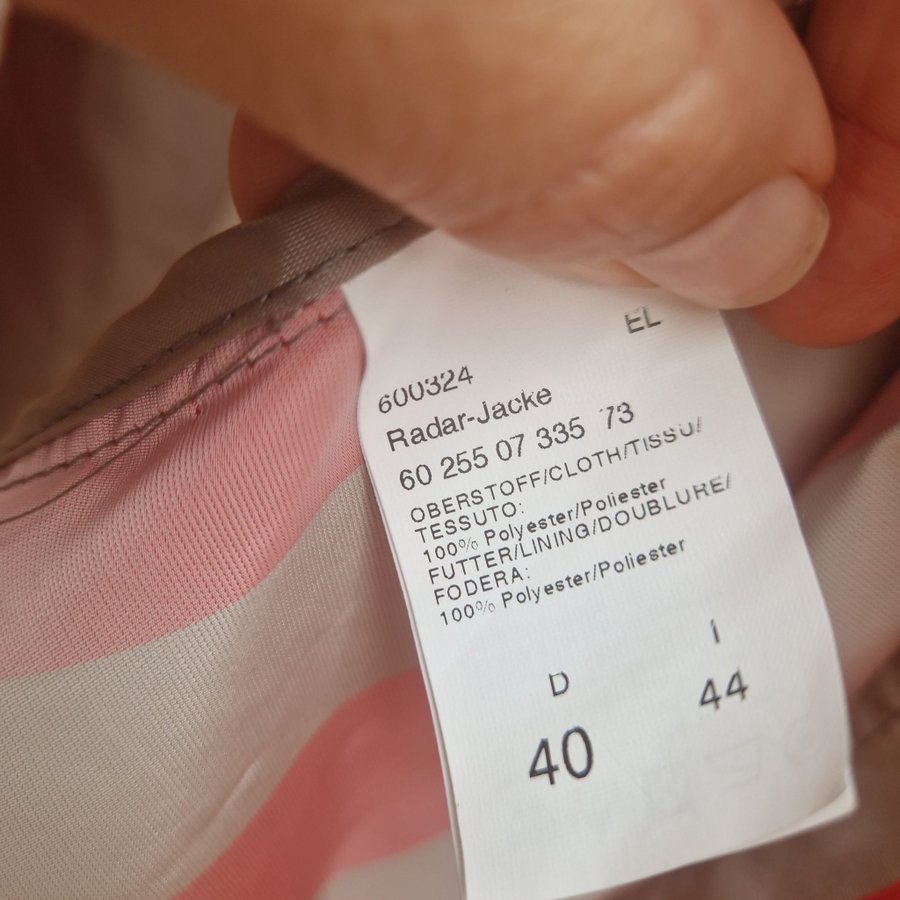 EL
600324
Radar-Jacke
60 255 07 335 73
OBERSTOFF/CLOTH/TISSU/
TESSUTO:
100% Polyester/Poliester
FUTTER/LINING/DOUBLURE/
FODERA:
100% Polyester/Poliester
D I
40 44